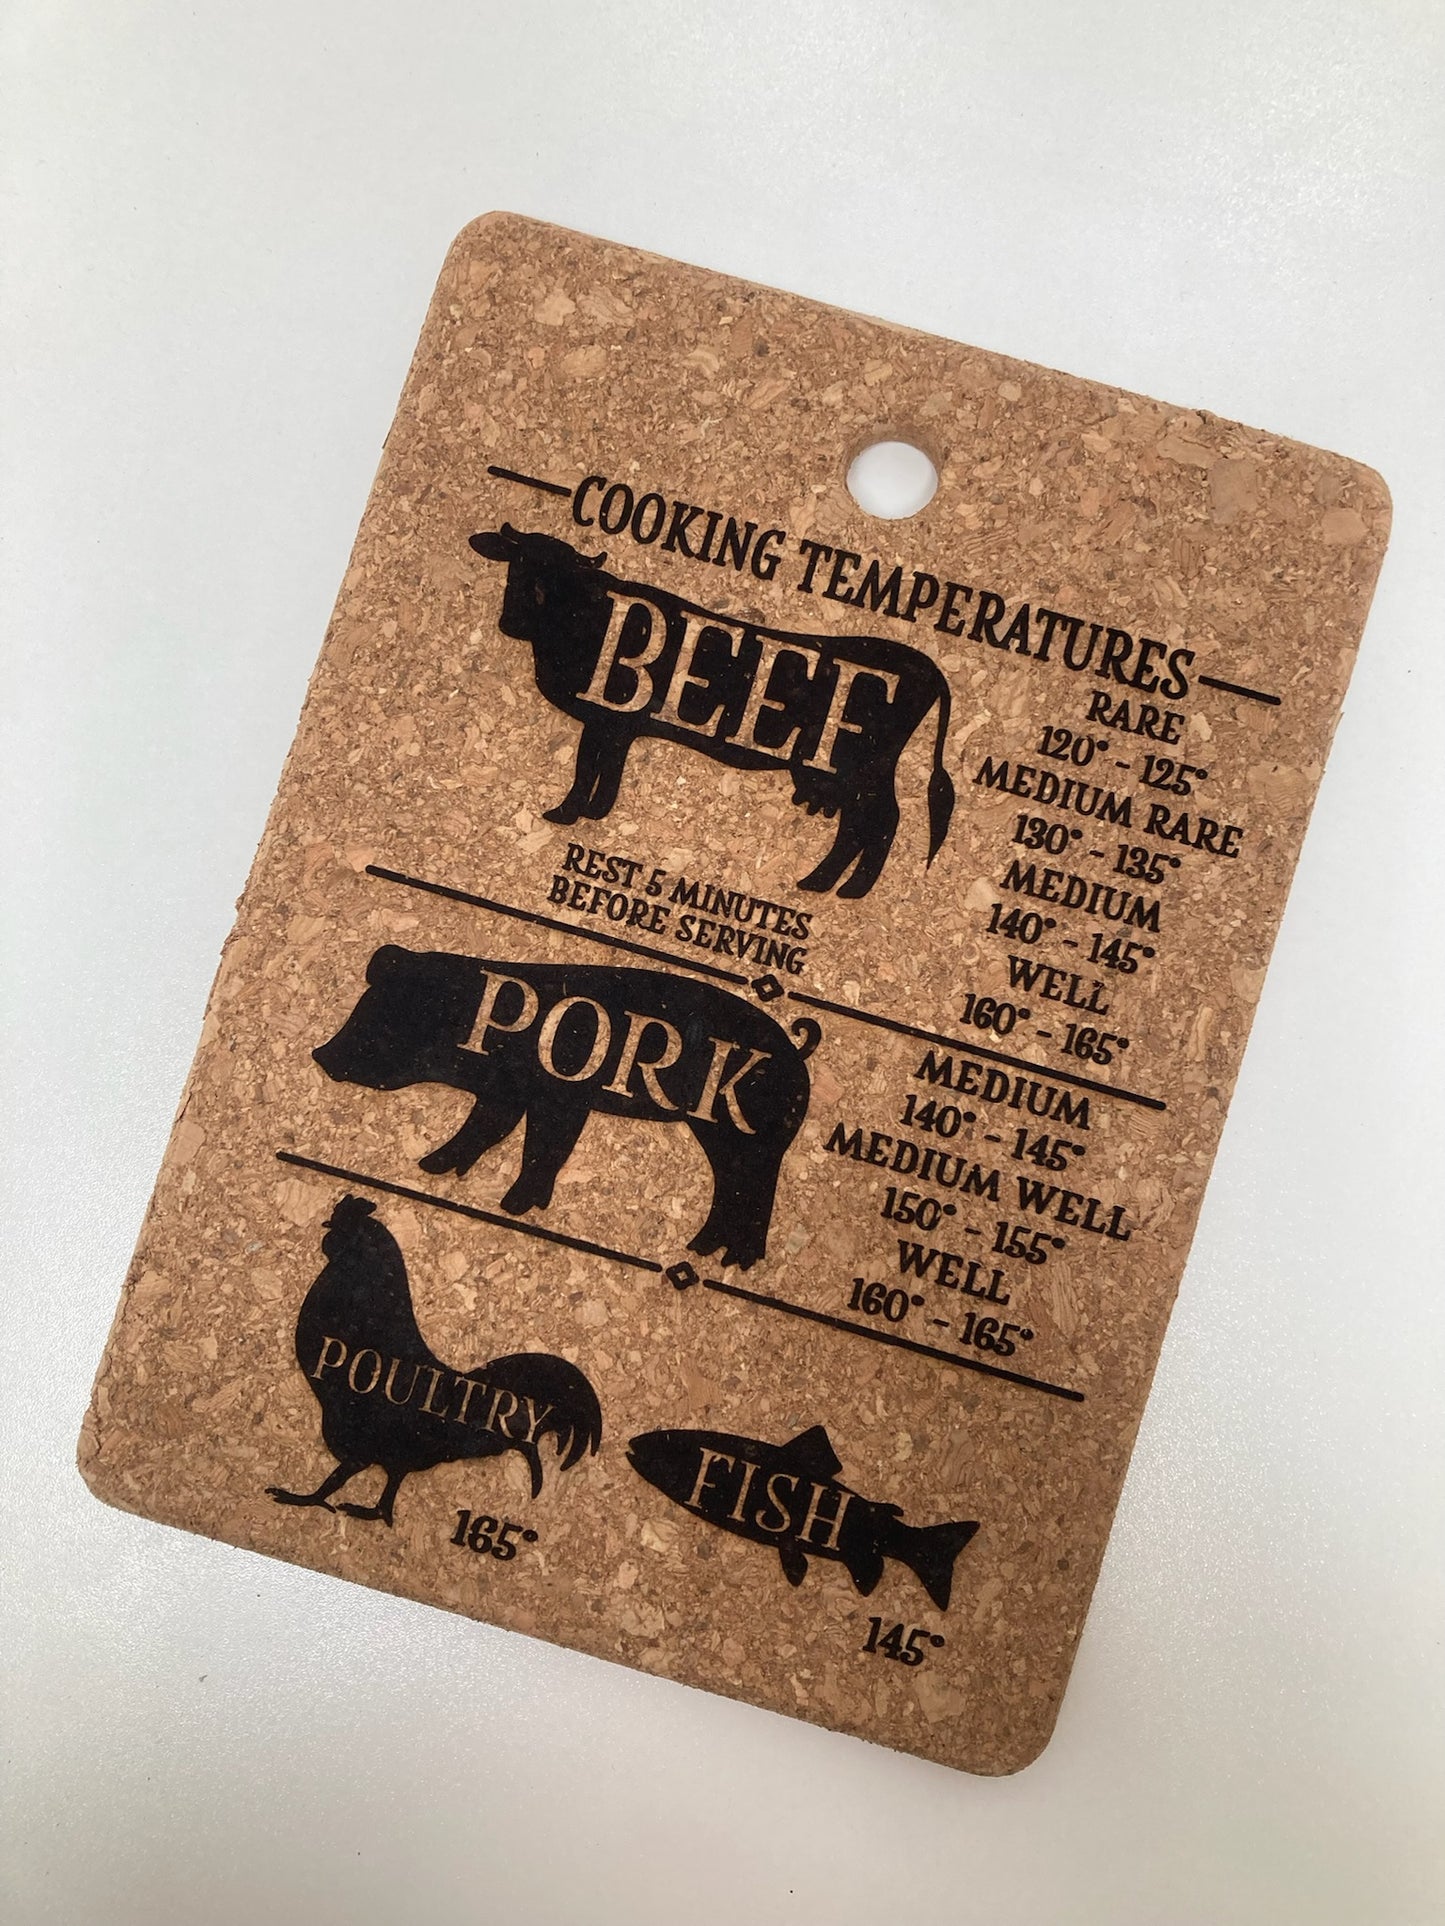 COOKING TEMPERATURES
BEEF
RARE
120° - 125°
MEDIUM RARE
130° - 135°
MEDIUM
140° - 145°
WELL
160° - 165°
REST 5 MINUTES
BEFORE SERVING
PORK
MEDIUM
140° - 145°
MEDIUM WELL
150° - 155°
WELL
160° - 165°
POULTRY
165°
FISH
145°